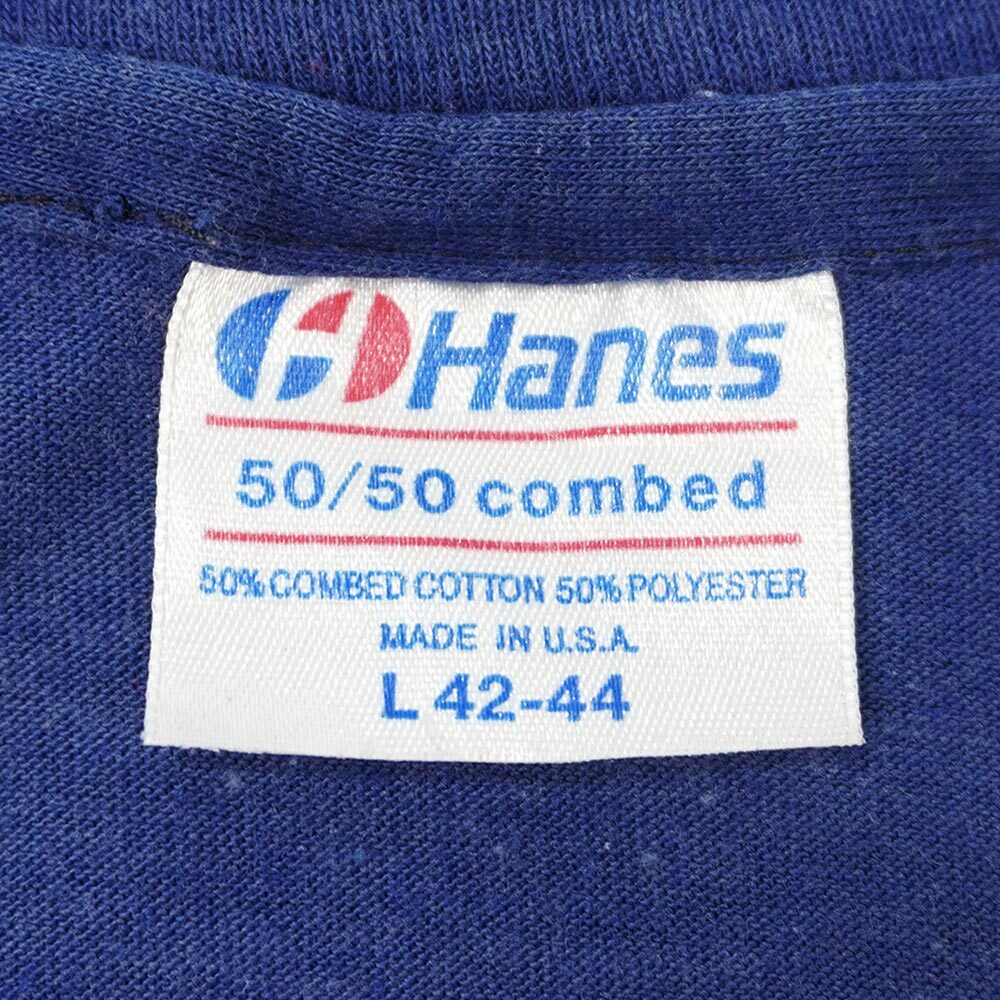 Hanes
50/50 combed
50% COMBED COTTON 50% POLYESTER
MADE IN U.S.A.
L 42-44